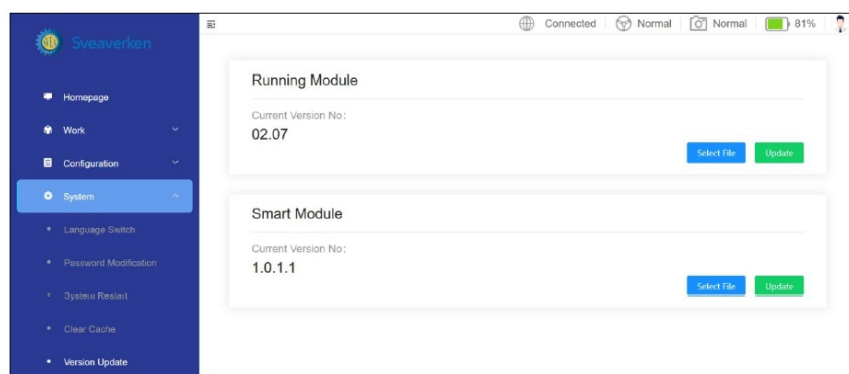 Sveaverken
Connected
Normal
Normal
81%
Homepage
Work
Configuration
System
Language Switch
Password Modification
System Restart
Clear Cache
Version Update
Running Module
Current Version No:
02.07
Select File
Update
Smart Module
Current Version No:
1.0.1.1
Select File
Update